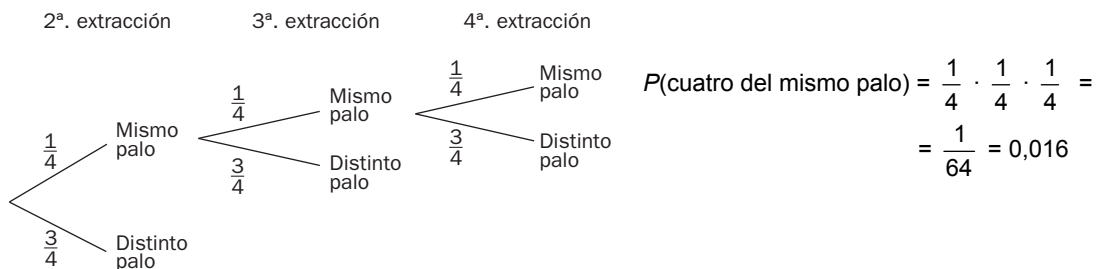 2ª. extracción 3ª. extracción 4ª. extracción
1/4 Mismo palo
3/4 Distinto palo
1/4 Mismo palo
3/4 Distinto palo
1/4 Mismo palo
3/4 Distinto palo
P(cuatro del mismo palo) = 1/4 · 1/4 · 1/4 =
= 1/64 = 0,016